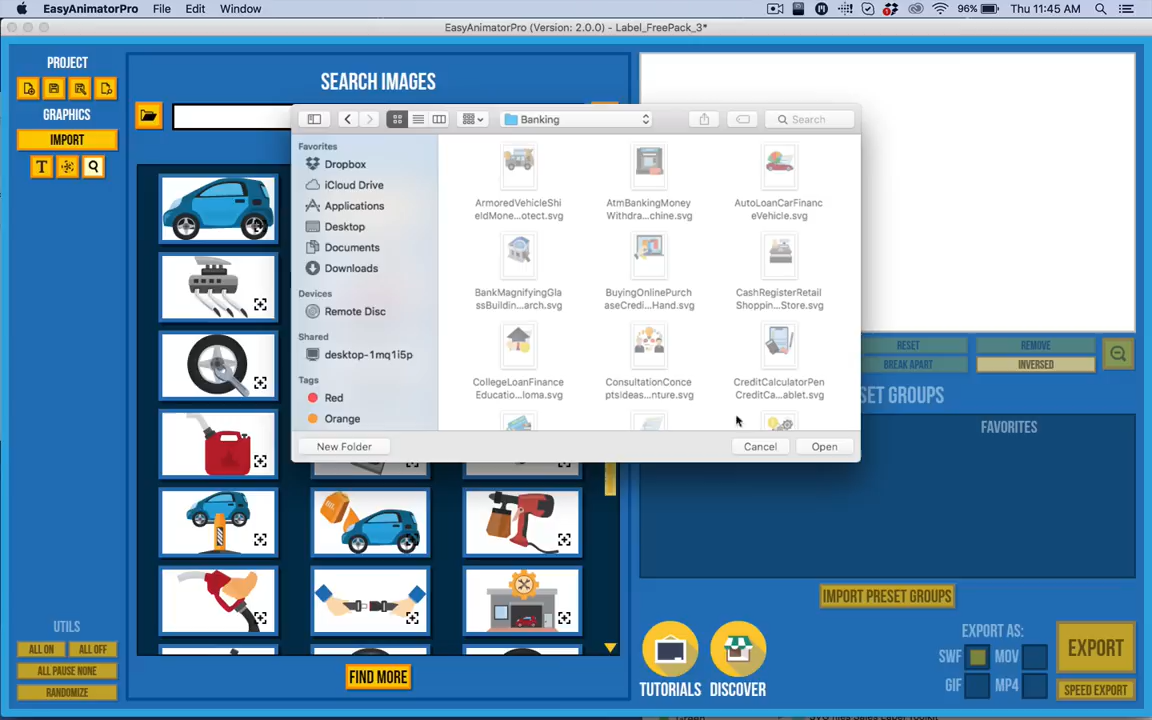 EasyAnimatorPro File Edit Window 96% Thu 11:45 AM
EasyAnimatorPro (Version: 2.0.0) - Label_FreePack_3*
PROJECT
GRAPHICS
IMPORT
T
SEARCH IMAGES
Banking
Search
Favorites
Dropbox
iCloud Drive
Applications
Desktop
Documents
Downloads
Devices
Remote Disc
Shared
desktop-1mq1i5p
Tags
Red
Orange
ArmoredVehicleShi
eldMone...otect.svg
AtmBankingMoney
Withdra...chine.svg
AutoLoanCarFinanc
eVehicle.svg
BankMagnifyingGla
ssBuildin...arch.svg
BuyingOnlinePurch
aseCredi...Hand.svg
CashRegisterRetail
Shoppin...Store.svg
CollegeLoanFinance
Educatio...loma.svg
ConsultationConce
ptsIdeas...nture.svg
CreditCalculatorPen
CreditCa...ablet.svg
New Folder
Cancel
Open
RESET
REMOVE
BREAK APART
INVERSED
SET GROUPS
FAVORITES
IMPORT PRESET GROUPS
UTILS
ALL ON
ALL OFF
ALL PAUSE NONE
RANDOMIZE
FIND MORE
TUTORIALS
DISCOVER
EXPORT AS:
SWF
MOV
GIF
MP4
EXPORT
SPEED EXPORT